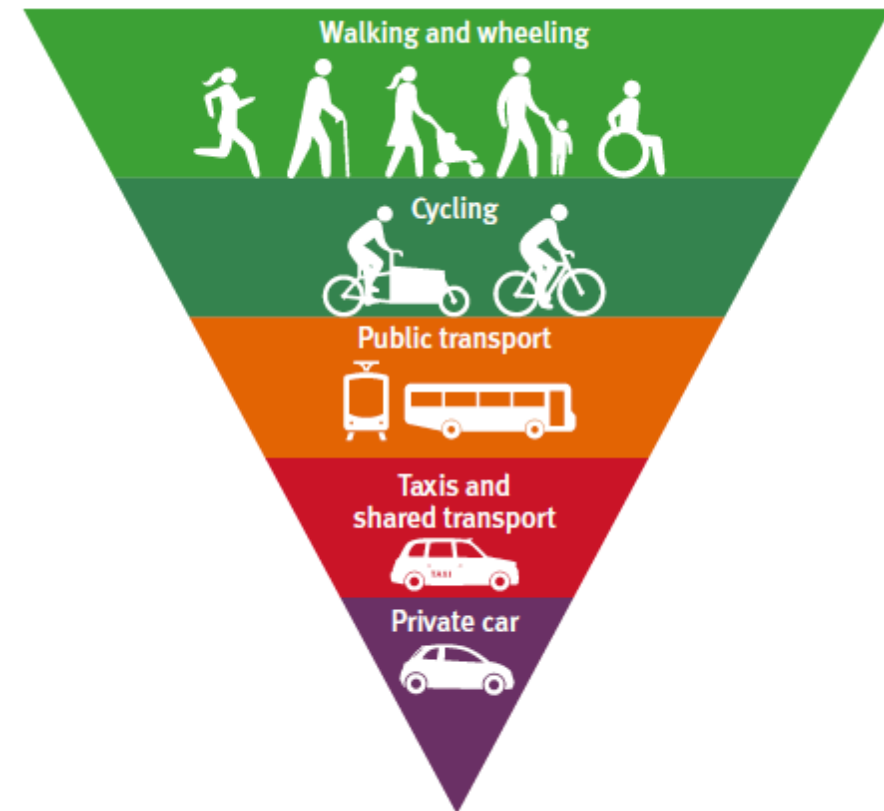 Walking and wheeling
Cycling
Public transport
Taxis and
shared transport
TAXI
Private car